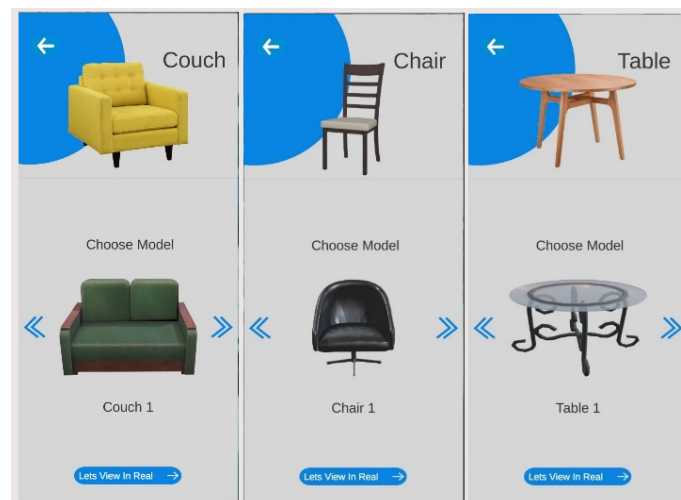 Couch
Choose Model
Couch 1
Lets View In Real
Chair
Choose Model
Chair 1
Lets View In Real
Table
Choose Model
Table 1
Lets View In Real